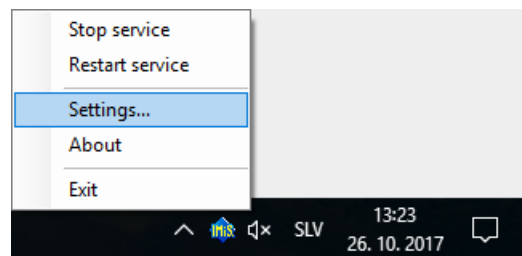 Stop service
Restart service
Settings...
About
Exit
IMiS
SLV
13:23
26. 10. 2017